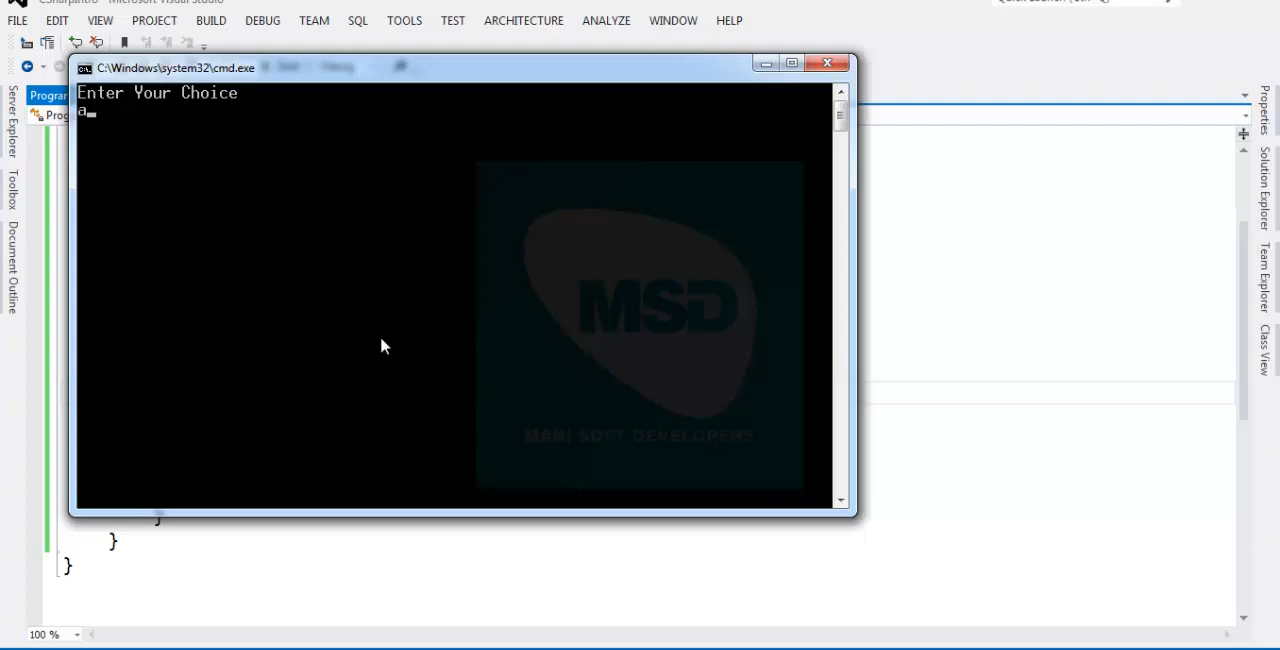 FILE EDIT VIEW PROJECT BUILD DEBUG TEAM SQL TOOLS TEST ARCHITECTURE ANALYZE WINDOW HELP
C:\Windows\system32\cmd.exe
Enter Your Choice
a
Server Explorer
Toolbox
Document Outline
Properties
Solution Explorer
Team Explorer
Class View
MSD
MANI SOFT DEVELOPERS
}
}
}
100 %